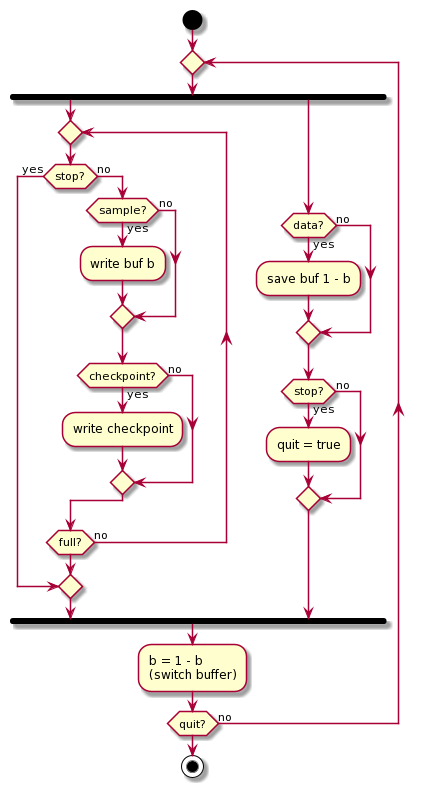 yes
stop?
no
sample?
no
yes
write buf b
checkpoint?
no
yes
write checkpoint
full?
no
data?
no
yes
save buf 1 - b
stop?
no
yes
quit = true
b = 1 - b
(switch buffer)
quit?
no